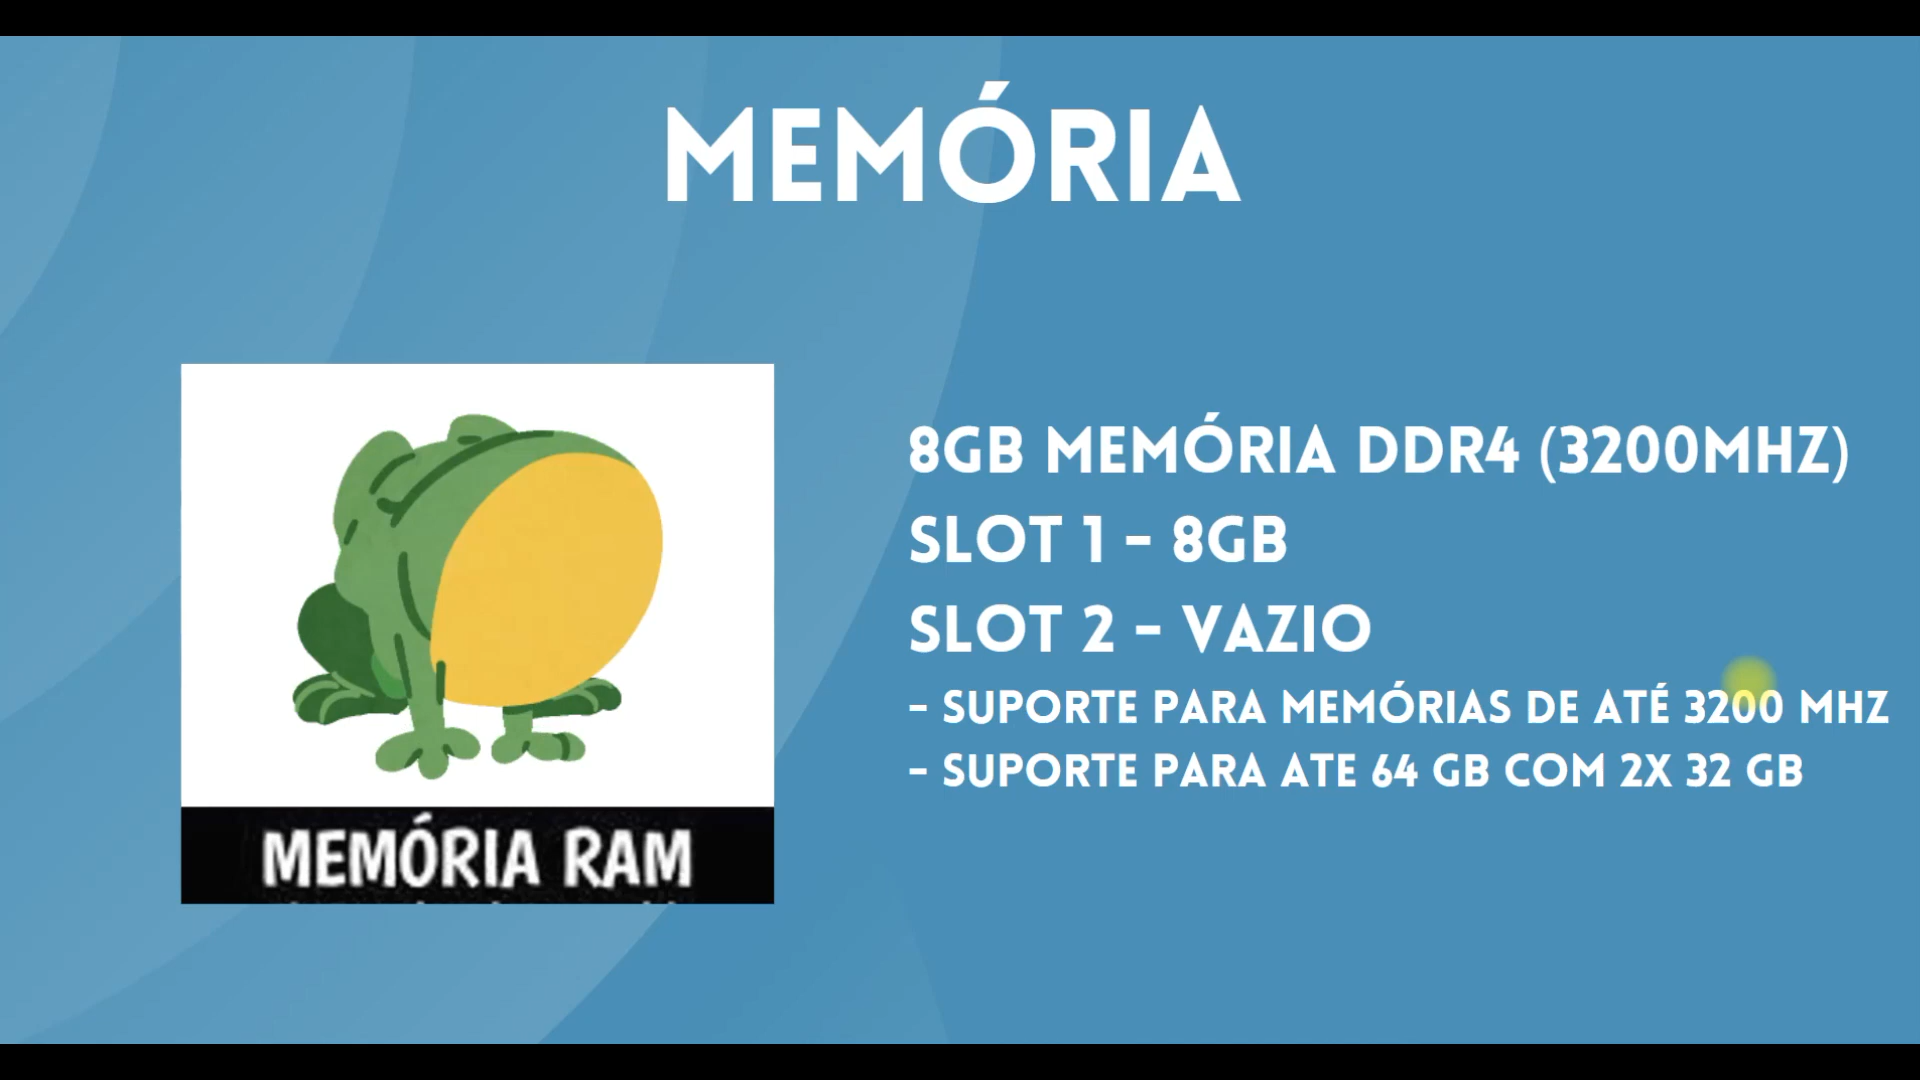 MEMÓRIA
8GB MEMÓRIA DDR4 (3200MHZ)
SLOT 1 - 8GB
SLOT 2 - VAZIO
- SUPORTE PARA MEMÓRIAS DE ATÉ 3200 MHZ
- SUPORTE PARA ATE 64 GB COM 2X 32 GB
MEMÓRIA RAM